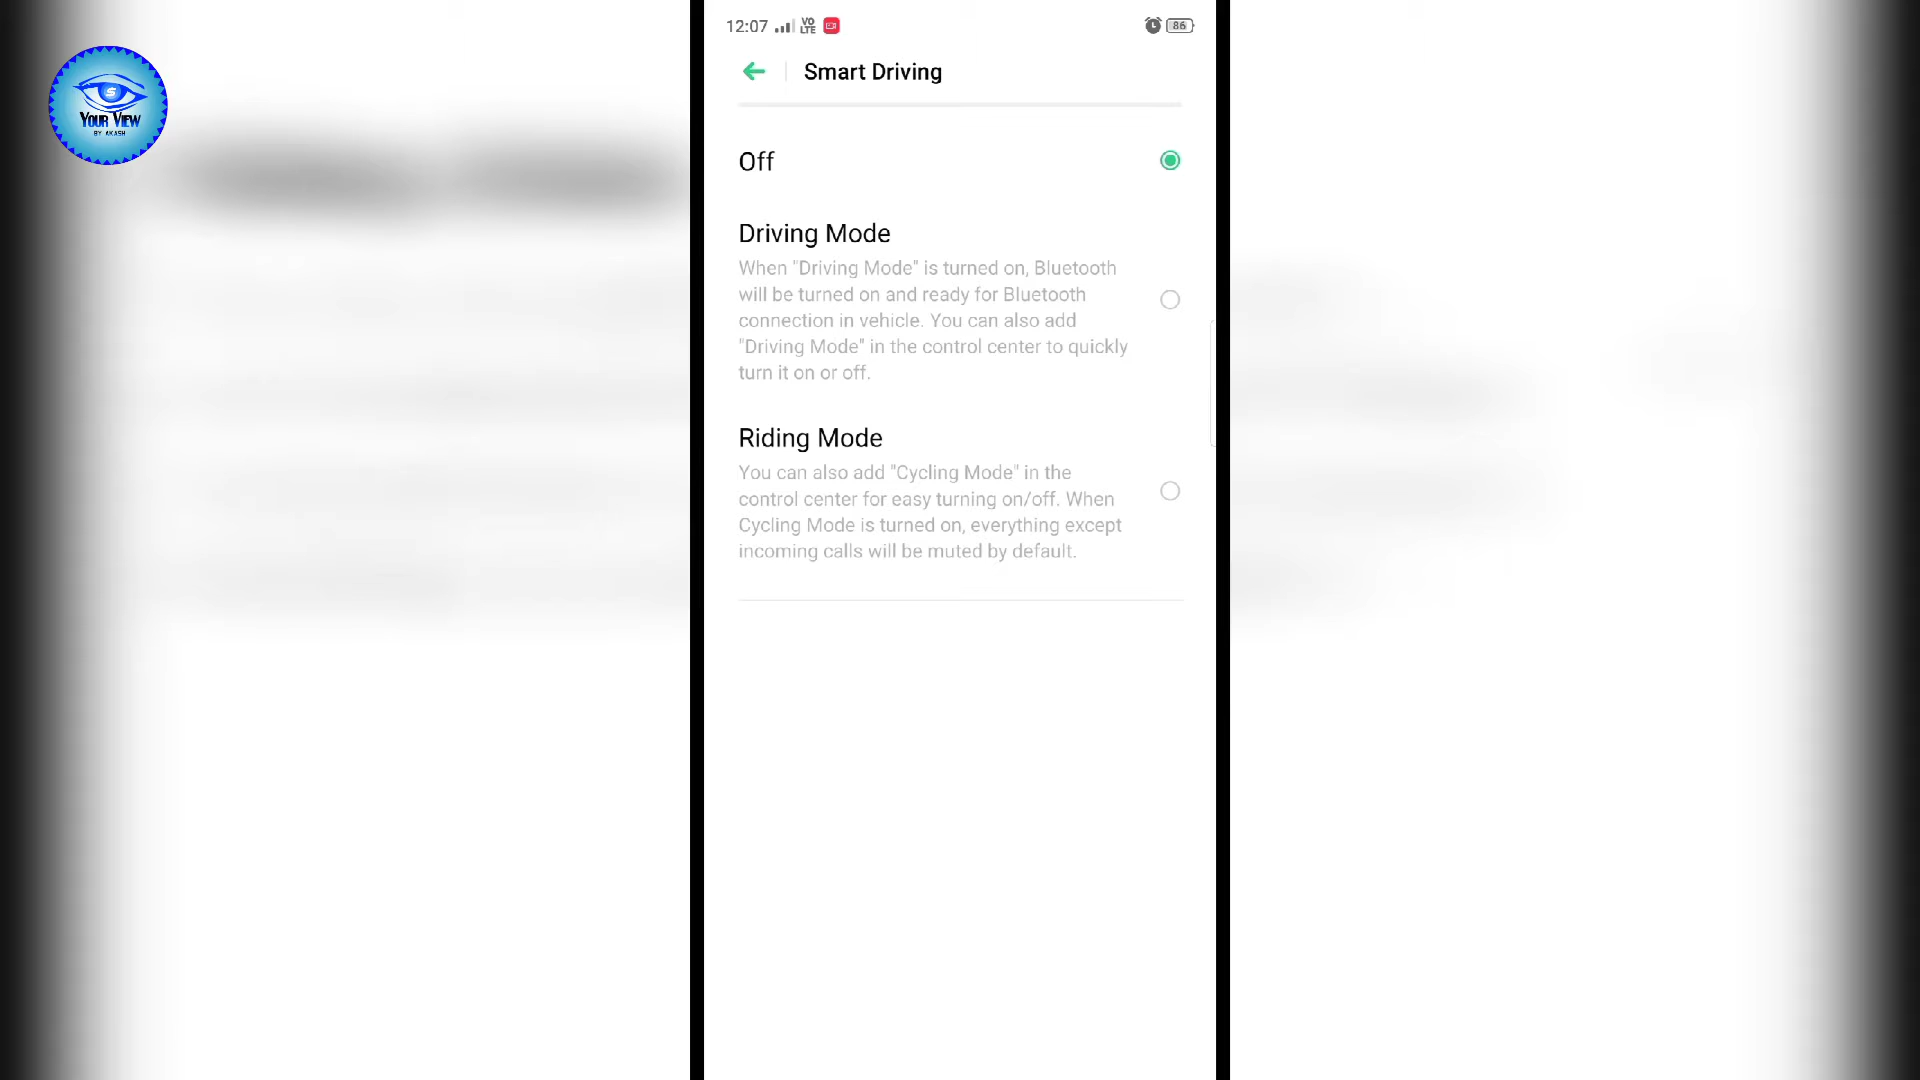 12:07 VO LTE 86
S
YOUR VIEW
BY AKASH
Smart Driving
Off
Driving Mode
When "Driving Mode" is turned on, Bluetooth
will be turned on and ready for Bluetooth
connection in vehicle. You can also add
"Driving Mode" in the control center to quickly
turn it on or off.
Riding Mode
You can also add "Cycling Mode" in the
control center for easy turning on/off. When
Cycling Mode is turned on, everything except
incoming calls will be muted by default.